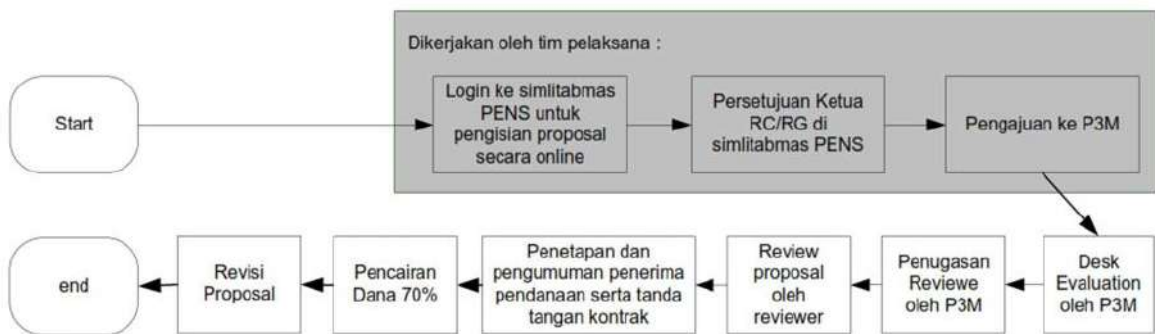 Dikerjakan oleh tim pelaksana :
Start
Login ke simlitabmas
PENS untuk
pengisian proposal
secara online
Persetujuan Ketua
RC/RG di
simlitabmas PENS
Pengajuan ke P3M
Desk
Evaluation
oleh P3M
Penugasan
Reviewe
oleh P3M
Review
proposal
oleh
reviewer
Penetapan dan
pengumuman penerima
pendanaan serta tanda
tangan kontrak
Pencairan
Dana 70%
Revisi
Proposal
end